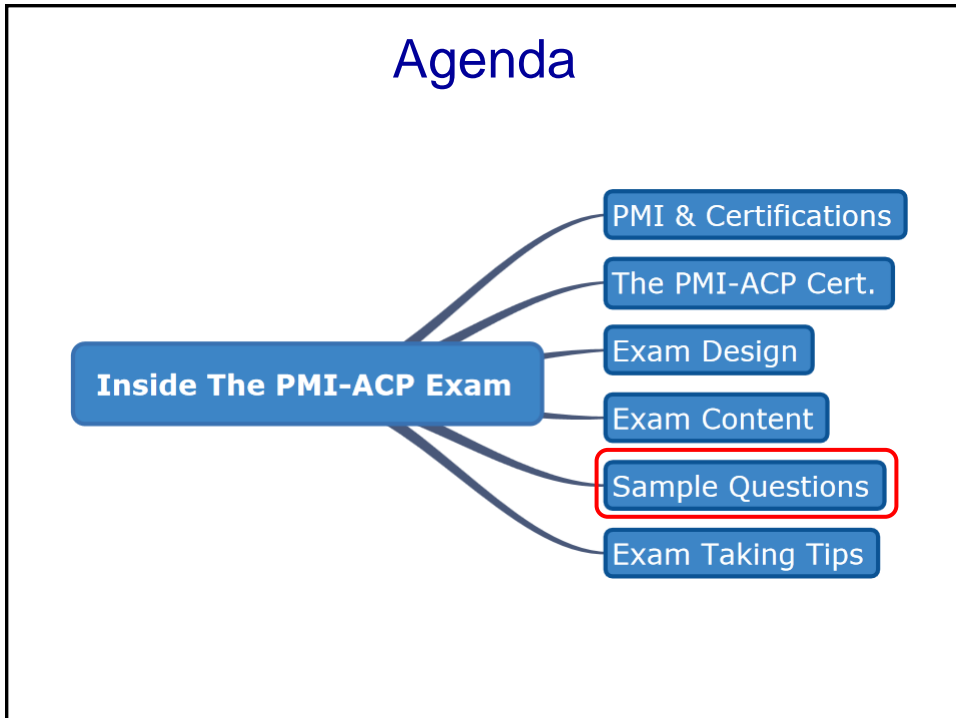 Agenda
PMI & Certifications
The PMI-ACP Cert.
Exam Design
Inside The PMI-ACP Exam
Exam Content
Sample Questions
Exam Taking Tips